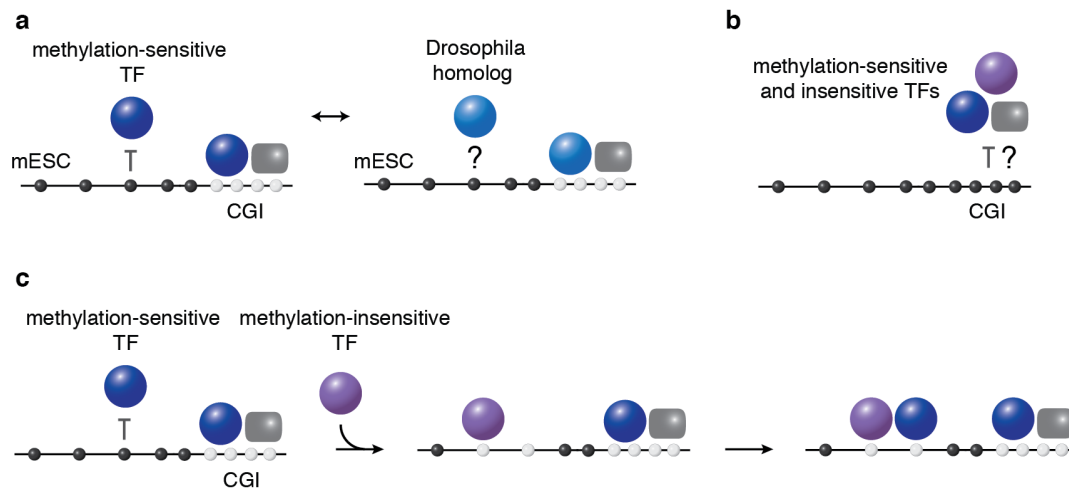 a
methylation-sensitive
TF
Drosophila
homolog
mESC
T
CGI
mESC
?
b
methylation-sensitive
and insensitive TFs
?
CGI
c
methylation-sensitive
TF
methylation-insensitive
TF
CGI